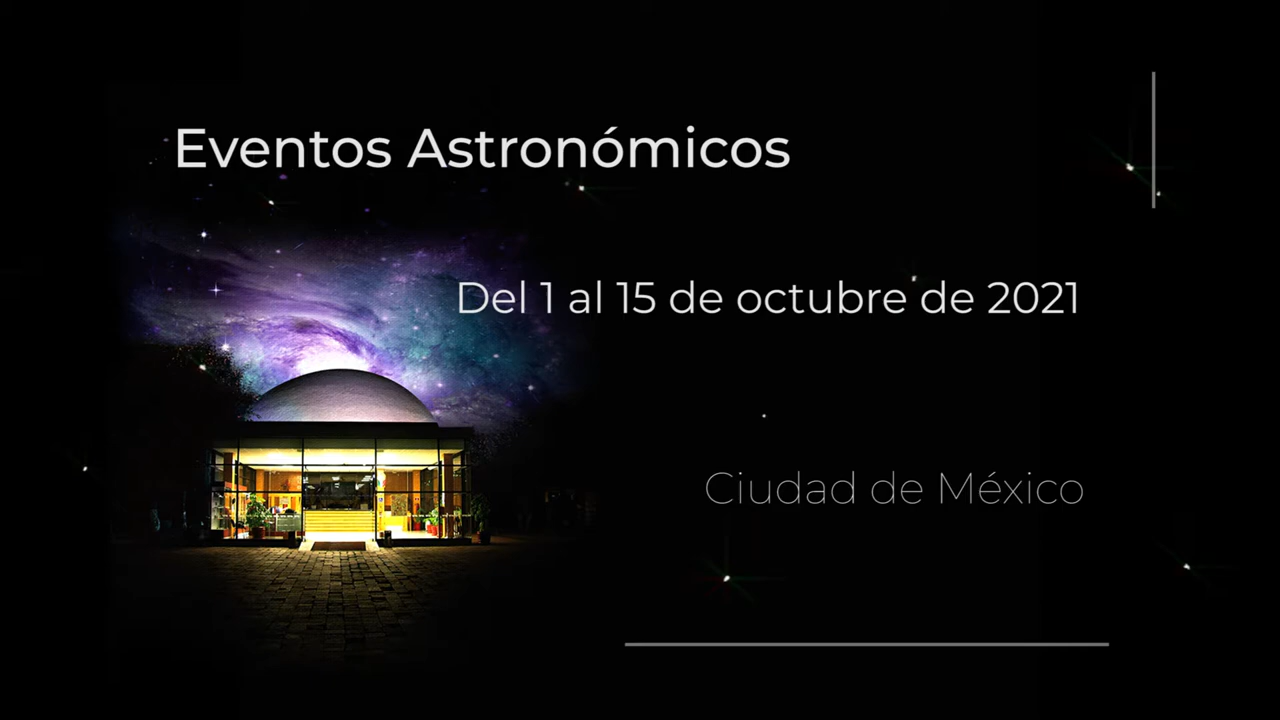 Eventos Astronómicos
Del 1 al 15 de octubre de 2021
Ciudad de México